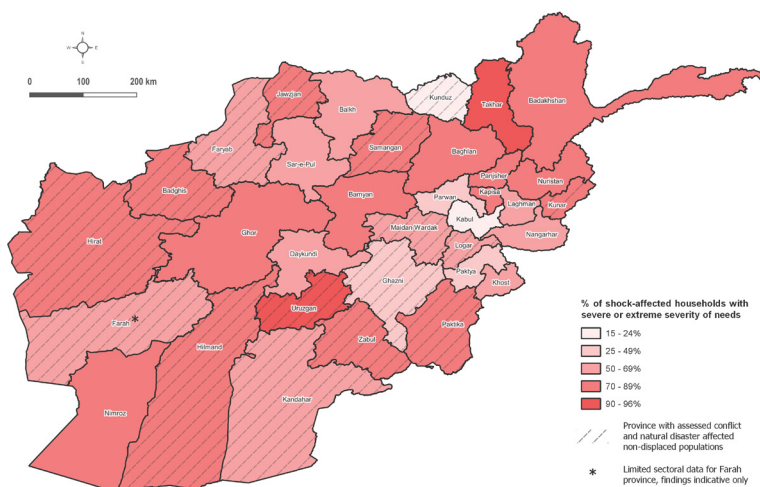 N
W
E
S
0 100 200 km
Jawzjan
Balkh
Kunduz
Takhar
Badakhshan
Faryab
Sar-e-Pul
Samangan
Baghlan
Badghis
Panjsher
Nuristan
Bamyan
Parwan
Kapisa
Laghman
Kunar
Hirat
Ghor
Kabul
Maidan Wardak
Nangarhar
Daykundi
Logar
Ghazni
Paktya
Khost
Uruzgan
Farah *
Zabul
Paktika
Hilmand
Kandahar
Nimroz
% of shock-affected households with
severe or extreme severity of needs
15 - 24%
25 - 49%
50 - 69%
70 - 89%
90 - 96%
Province with assessed conflict
and natural disaster affected
non-displaced populations
* Limited sectoral data for Farah
province, findings indicative only